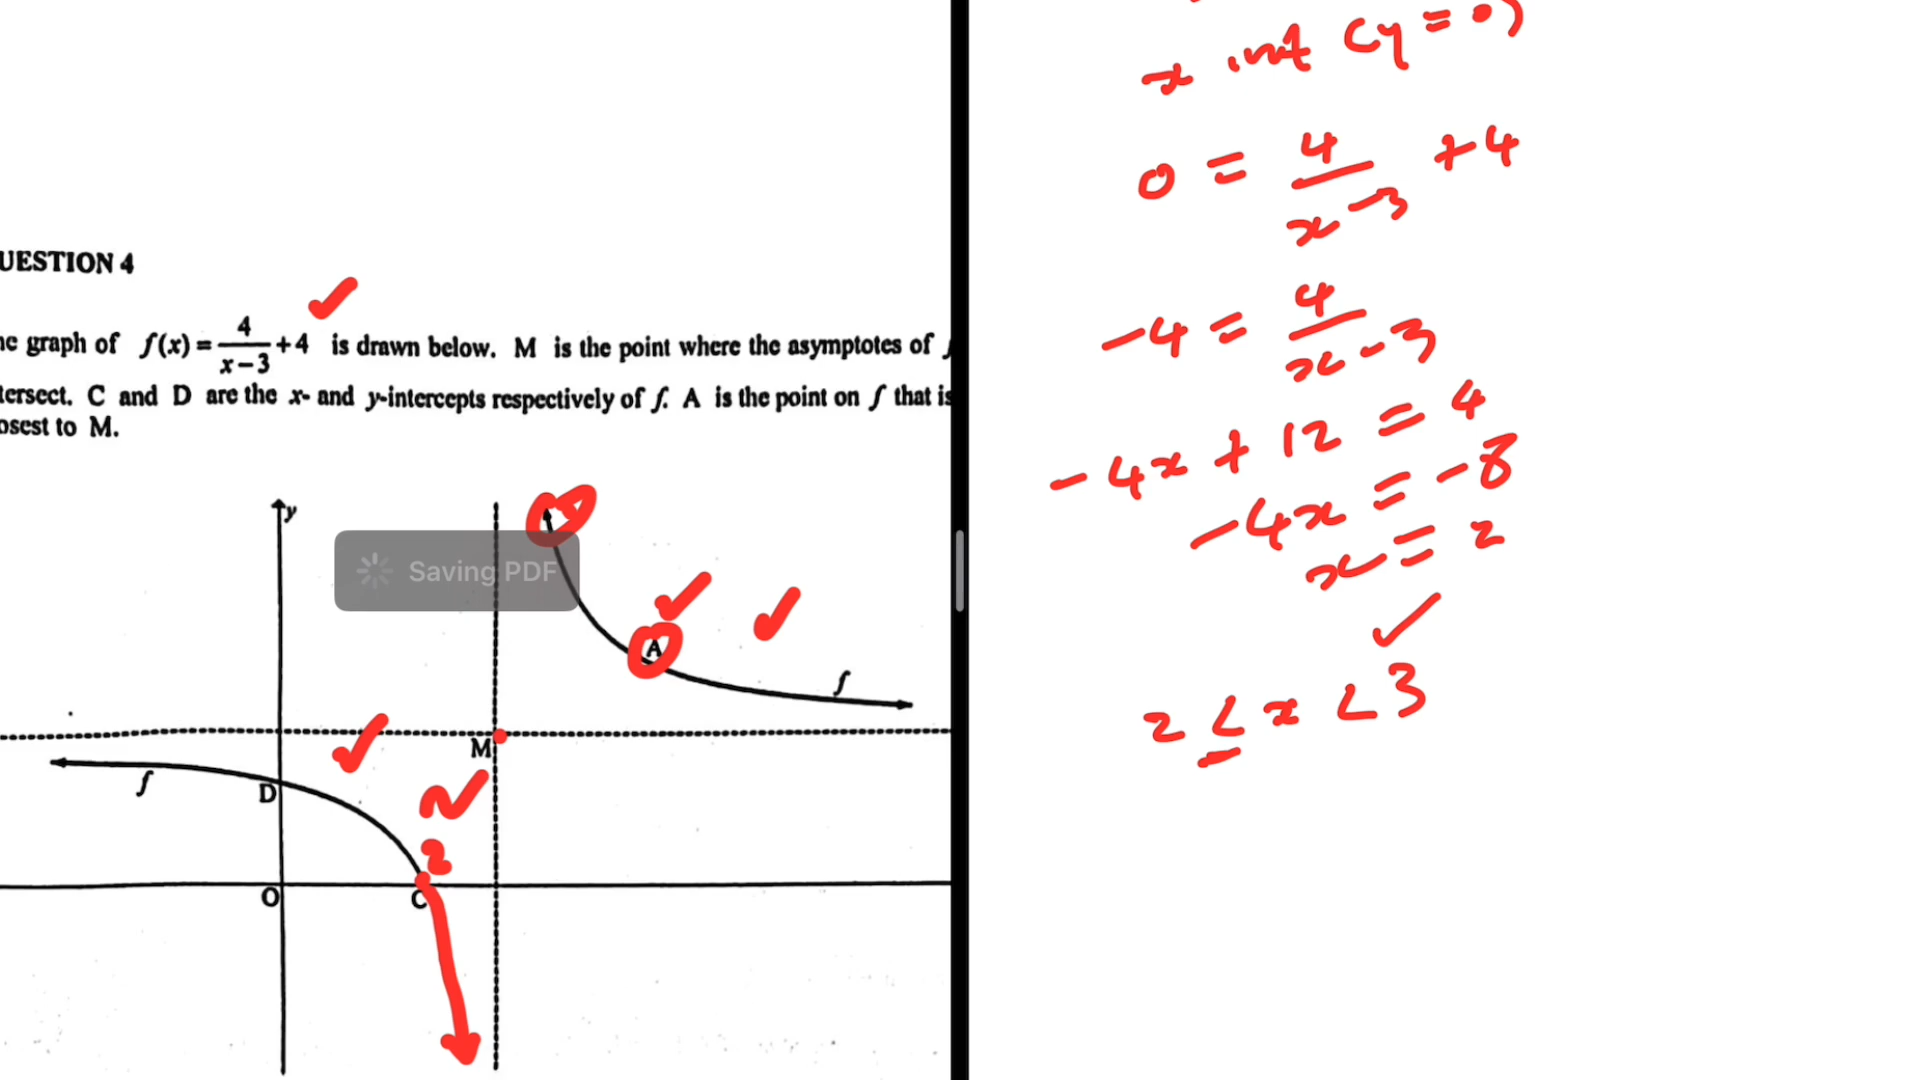 UESTION 4
ne graph of f(x) = 4/(x-3) + 4 is drawn below. M is the point where the asymptotes of f
tersect. C and D are the x- and y-intercepts respectively of f. A is the point on f that is
osest to M.
y
Saving PDF
A
f
M
f
D
2
O
C
x int (y = 0)
0 = 4/(x-3) + 4
-4 = 4/(x-3)
-4x + 12 = 4
-4x = -8
x = 2
2 ≤ x < 3